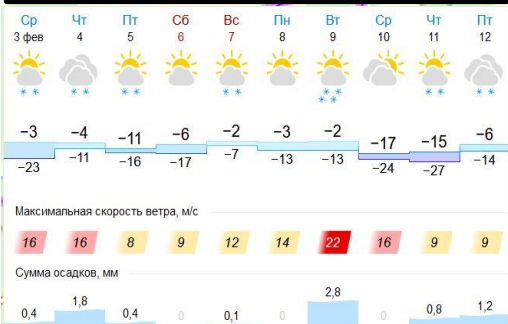 Ср Чт Пт Сб Вс Пн Вт Ср Чт Пт
3 фев 4 5 6 7 8 9 10 11 12
−3 −4 −11 −6 −2 −3 −2 −17 −15 −6
−23 −11 −16 −17 −7 −13 −13 −24 −27 −14
Максимальная скорость ветра, м/с
16 16 8 9 12 14 22 16 9 9
Сумма осадков, мм
0,4 1,8 0,4 0 0,1 0 2,8 0 0,8 1,2